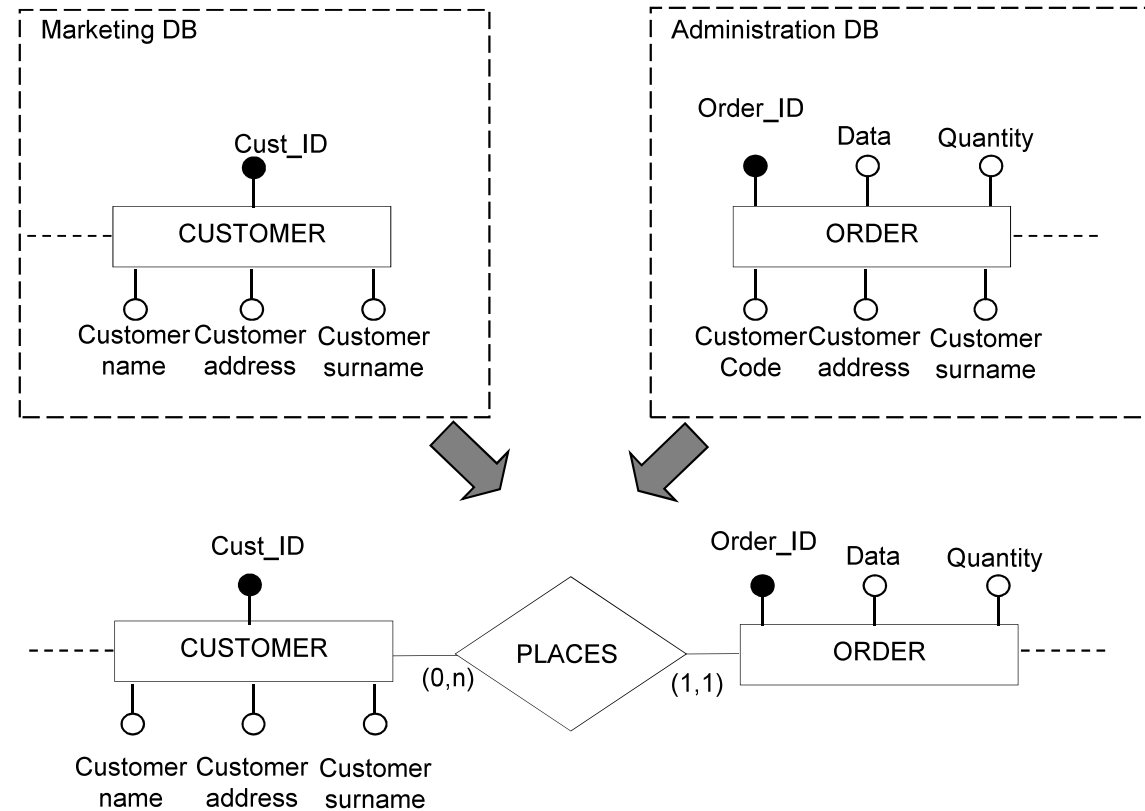 Marketing DB
Cust_ID
CUSTOMER
Customer name
Customer address
Customer surname
Administration DB
Order_ID
Data
Quantity
ORDER
Customer Code
Customer address
Customer surname
Cust_ID
CUSTOMER
(0,n)
Customer name
Customer address
Customer surname
PLACES
(1,1)
Order_ID
Data
Quantity
ORDER